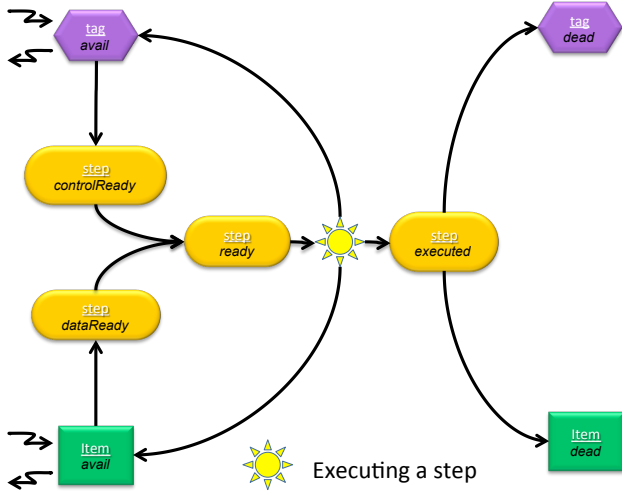 tag
avail
tag
dead
step
controlReady
step
ready
step
executed
step
dataReady
Item
avail
Item
dead
Executing a step